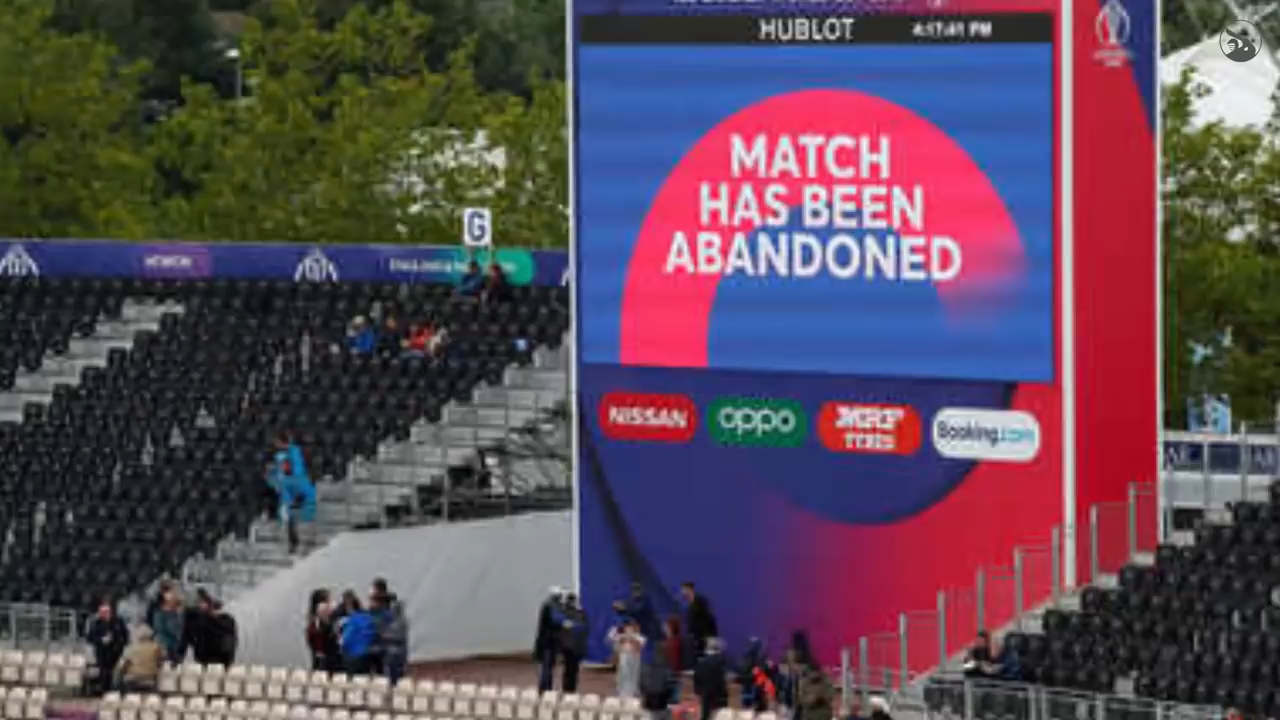 HUBLOT 4:17:41 PM
MATCH
HAS BEEN
ABANDONED
G
NISSAN oppo MRF Booking.com
TYRES